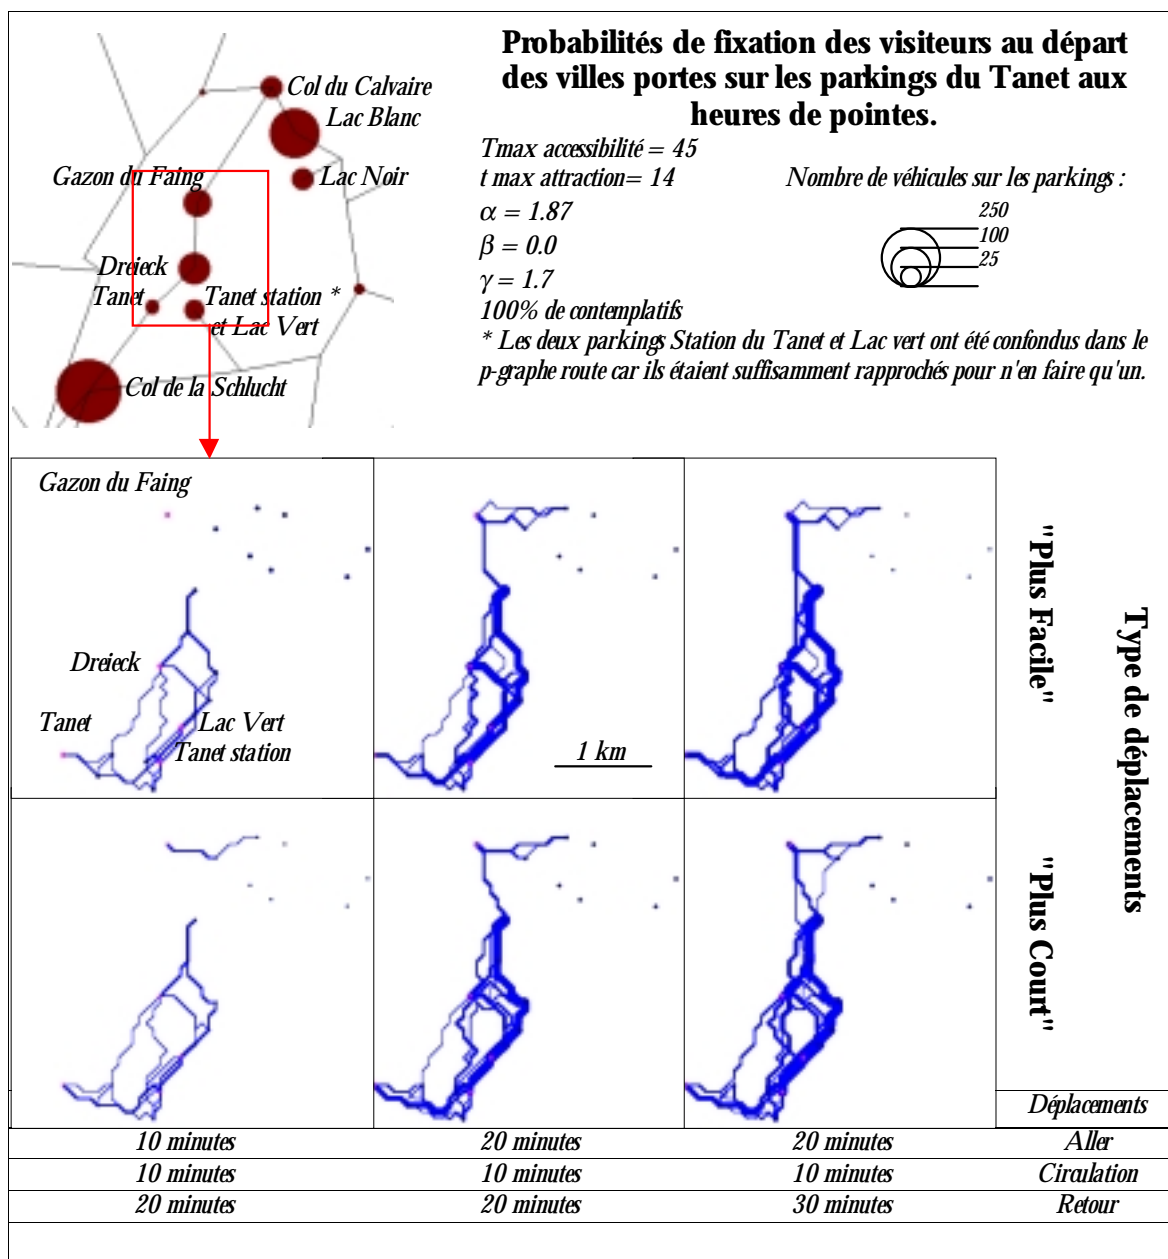 Probabilités de fixation des visiteurs au départ
des villes portes sur les parkings du Tanet aux
heures de pointes.
Col du Calvaire
Lac Blanc
Gazon du Faing
Lac Noir
Dreieck
Tanet
Tanet station *
et Lac Vert
Col de la Schlucht
Tmax accessibilité = 45
t max attraction= 14
α = 1.87
β = 0.0
γ = 1.7
100% de contemplatifs
Nombre de véhicules sur les parkings :
250
100
25
* Les deux parkings Station du Tanet et Lac vert ont été confondus dans le
p-graphe route car ils étaient suffisamment rapprochés pour n'en faire qu'un.
Gazon du Faing
Dreieck
Tanet
Lac Vert
Tanet station
1 km
"Plus Facile"
"Plus Court"
Type de déplacements
Déplacements
10 minutes 20 minutes 20 minutes Aller
10 minutes 10 minutes 10 minutes Circulation
20 minutes 20 minutes 30 minutes Retour